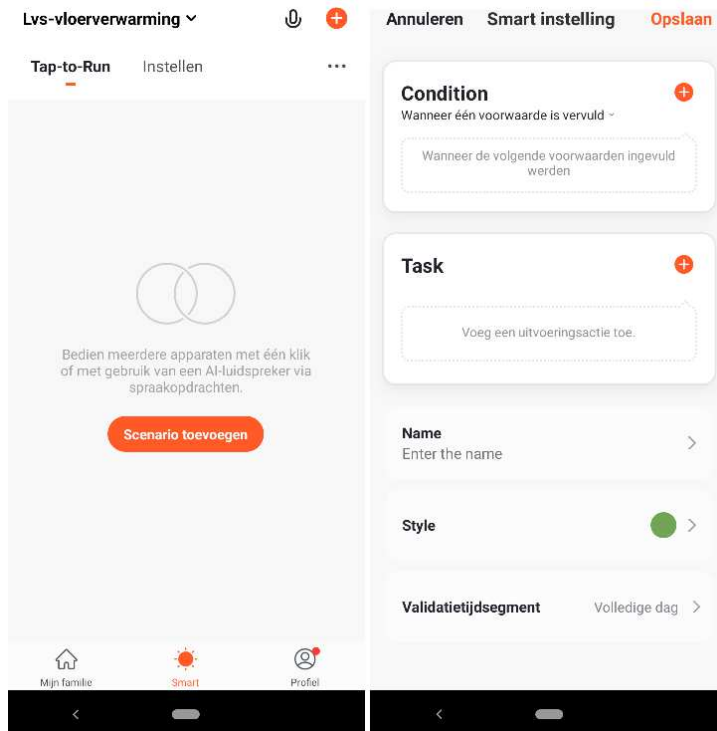 Lvs-vloerverwarming
Tap-to-Run Instellen
Bedien meerdere apparaten met één klik
of met gebruik van een AI-luidspreker via
spraakopdrachten.
Scenario toevoegen
Mijn familie Smart Profiel
Annuleren Smart instelling Opslaan
Condition
Wanneer één voorwaarde is vervuld
Wanneer de volgende voorwaarden ingevuld
werden
Task
Voeg een uitvoeringsactie toe.
Name
Enter the name
Style
Validatietijdsegment Volledige dag